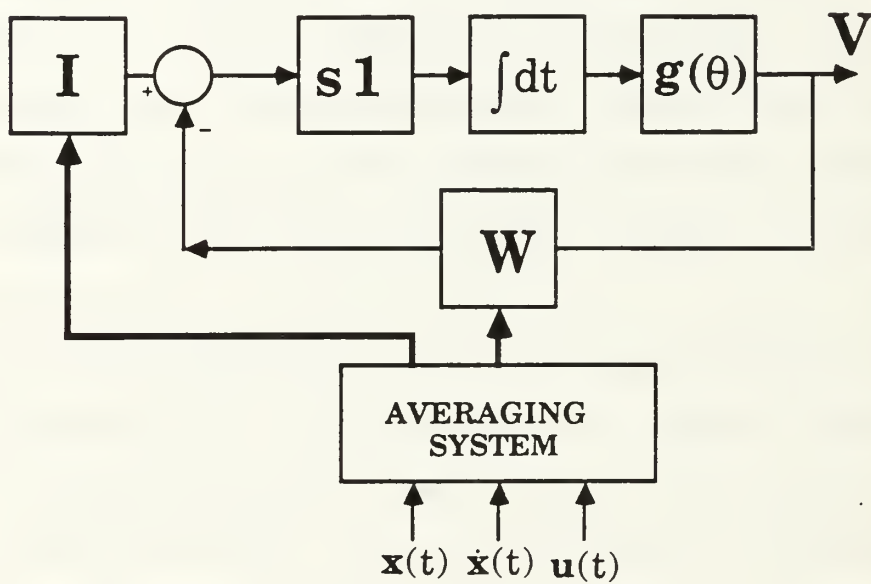 V
I
s 1
∫dt
g(θ)
+
-
W
AVERAGING
SYSTEM
x(t) ẋ(t) u(t)